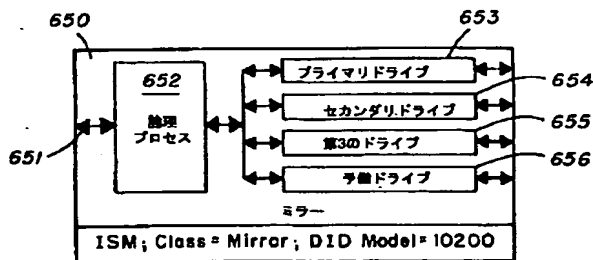 650
653
652
プライマリドライブ
654
セカンダリ.ドライブ
論理
プロセス
655
651
第3のドライブ
656
予備ドライブ
ミラー
ISM; Class = Mirror; DID Model = 10200